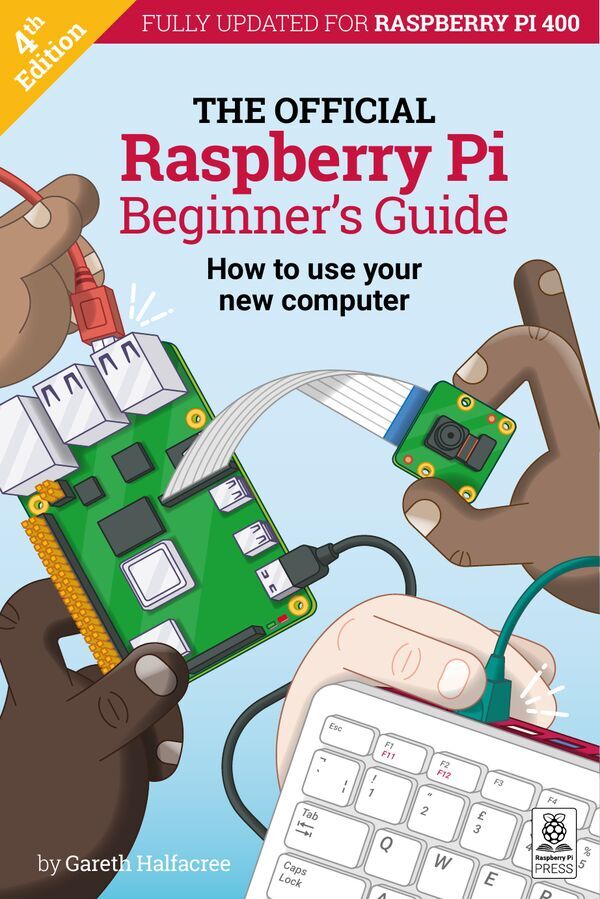 4th
Edition
FULLY UPDATED FOR RASPBERRY PI 400
THE OFFICIAL
Raspberry Pi
Beginner's Guide
How to use your
new computer
Esc
F1
F11
F2
F12
F3
F4
!
1
"
2
£
3
4
5
Tab
Q
W
E
Caps
Lock
by Gareth Halfacree
Raspberry Pi
PRESS